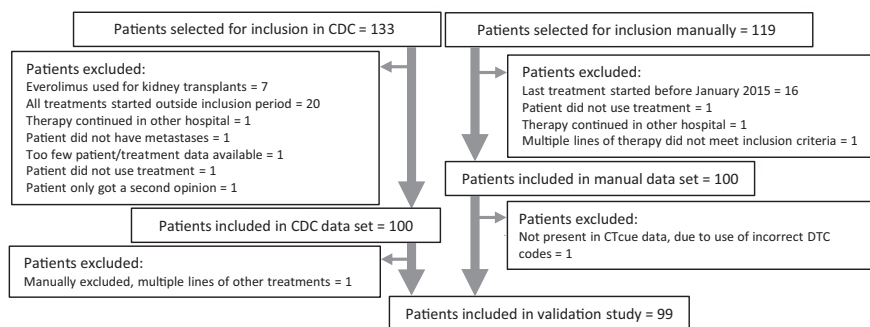 Patients selected for inclusion in CDC = 133
Patients selected for inclusion manually = 119
Patients excluded:
Everolimus used for kidney transplants = 7
All treatments started outside inclusion period = 20
Therapy continued in other hospital = 1
Patient did not have metastases = 1
Too few patient/treatment data available = 1
Patient did not use treatment = 1
Patient only got a second opinion = 1
Patients excluded:
Last treatment started before January 2015 = 16
Patient did not use treatment = 1
Therapy continued in other hospital = 1
Multiple lines of therapy did not meet inclusion criteria = 1
Patients included in manual data set = 100
Patients included in CDC data set = 100
Patients excluded:
Not present in CTcue data, due to use of incorrect DTC
codes = 1
Patients excluded:
Manually excluded, multiple lines of other treatments = 1
Patients included in validation study = 99